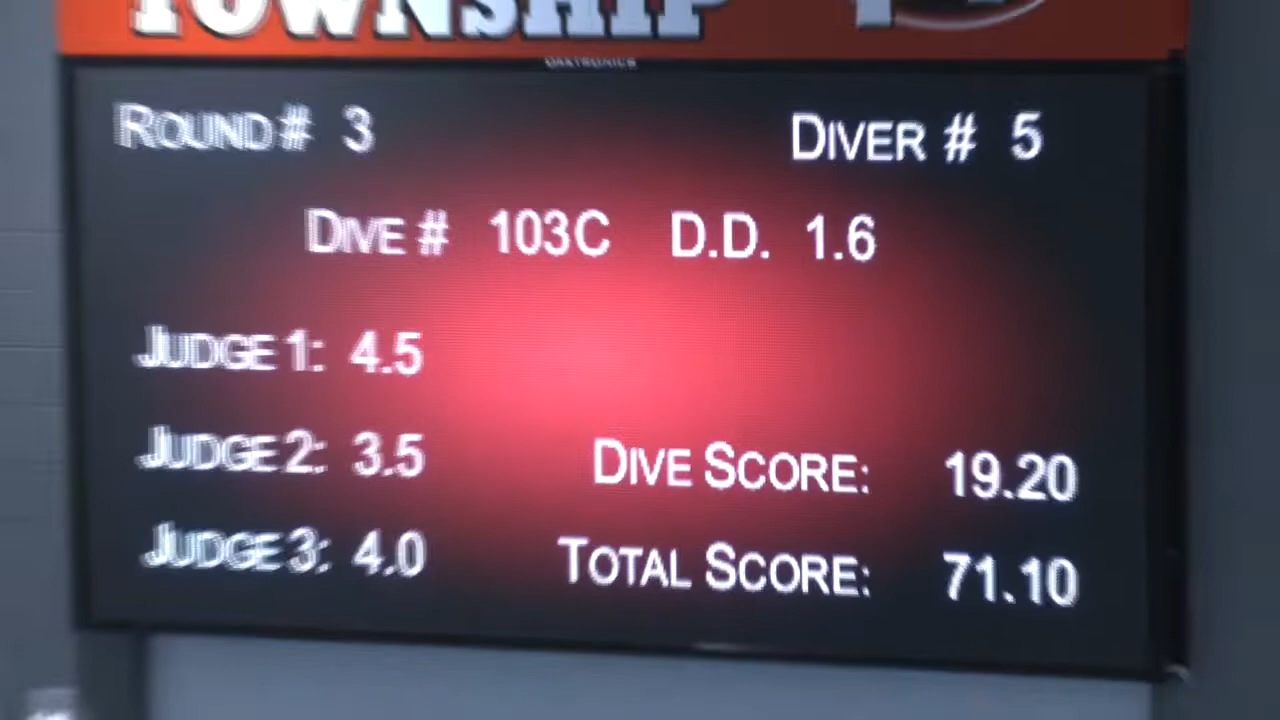 TOWNSHIP
DAKTRONICS
ROUND # 3 DIVER # 5
DIVE # 103C D.D. 1.6
JUDGE 1: 4.5
JUDGE 2: 3.5 DIVE SCORE: 19.20
JUDGE 3: 4.0 TOTAL SCORE: 71.10